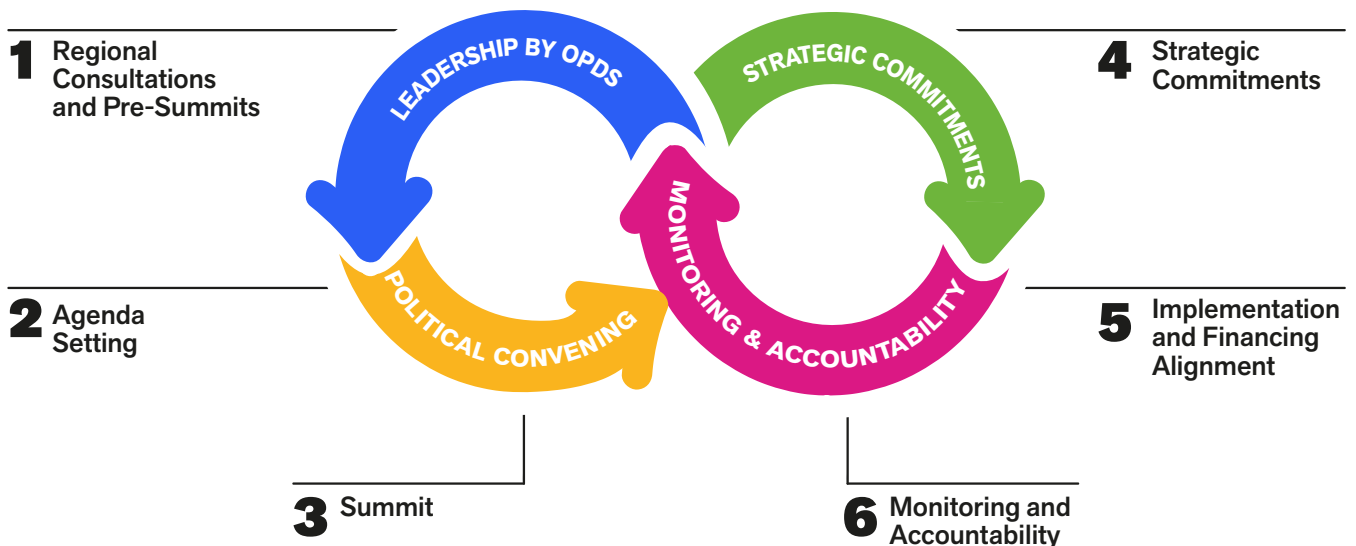 1 Regional
Consultations
and Pre-Summits
2 Agenda
Setting
3 Summit
4 Strategic
Commitments
5 Implementation
and Financing
Alignment
6 Monitoring and
Accountability
LEADERSHIP BY OPDS
POLITICAL CONVENING
STRATEGIC COMMITMENTS
MONITORING & ACCOUNTABILITY